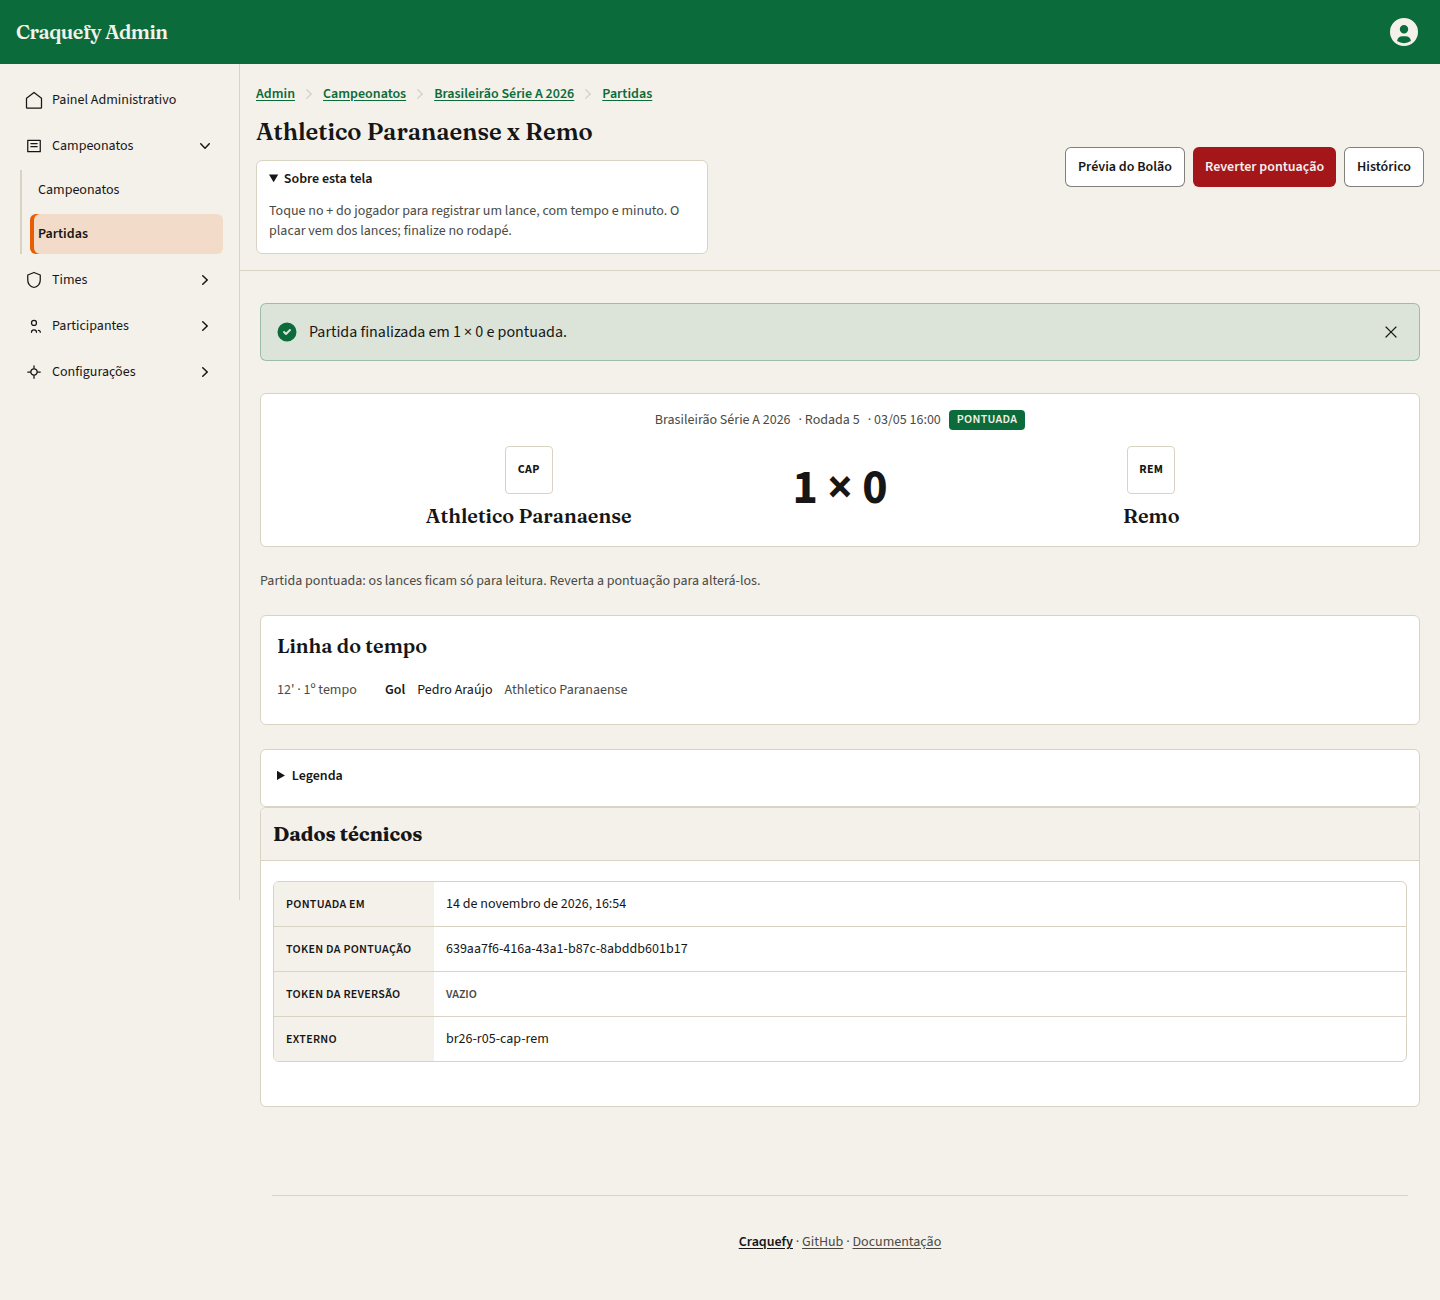 Craquefy Admin
Painel Administrativo
Campeonatos
Campeonatos
Partidas
Times
Participantes
Configurações
Admin
Campeonatos
Brasileirão Série A 2026
Partidas
Athletico Paranaense x Remo
Sobre esta tela
Toque no + do jogador para registrar um lance, com tempo e minuto. O
placar vem dos lances; finalize no rodapé.
Prévia do Bolão
Reverter pontuação
Histórico
Partida finalizada em 1 × 0 e pontuada.
Brasileirão Série A 2026 · Rodada 5 · 03/05 16:00 PONTUADA
CAP
Athletico Paranaense
1 × 0
REM
Remo
Partida pontuada: os lances ficam só para leitura. Reverta a pontuação para alterá-los.
Linha do tempo
12' · 1º tempo Gol Pedro Araújo Athletico Paranaense
Legenda
Dados técnicos
PONTUADA EM 14 de novembro de 2026, 16:54
TOKEN DA PONTUAÇÃO 639aa7f6-416a-43a1-b87c-8abddb601b17
TOKEN DA REVERSÃO VAZIO
EXTERNO br26-r05-cap-rem
Craquefy · GitHub · Documentação